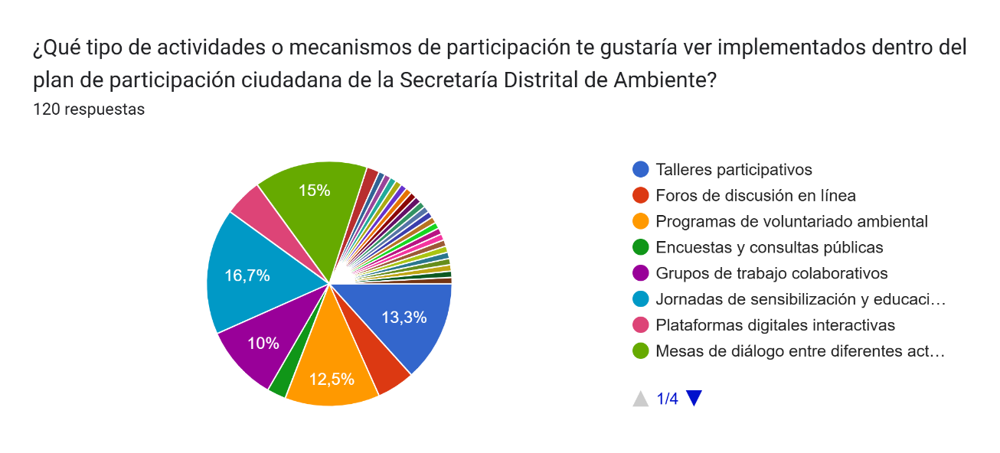 ¿Qué tipo de actividades o mecanismos de participación te gustaría ver implementados dentro del
plan de participación ciudadana de la Secretaría Distrital de Ambiente?
120 respuestas
15%
16,7%
13,3%
10%
12,5%
Talleres participativos
Foros de discusión en línea
Programas de voluntariado ambiental
Encuestas y consultas públicas
Grupos de trabajo colaborativos
Jornadas de sensibilización y educaci…
Plataformas digitales interactivas
Mesas de diálogo entre diferentes act…
1/4